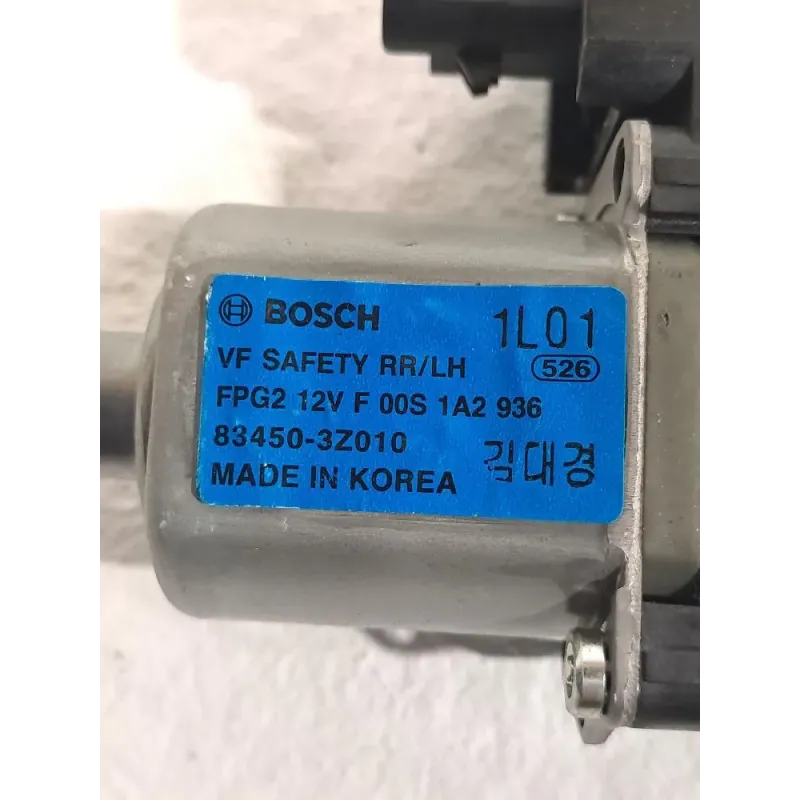 BOSCH 1L01
VF SAFETY RR/LH 526
FPG2 12V F 00S 1A2 936
83450-3Z010 김대경
MADE IN KOREA